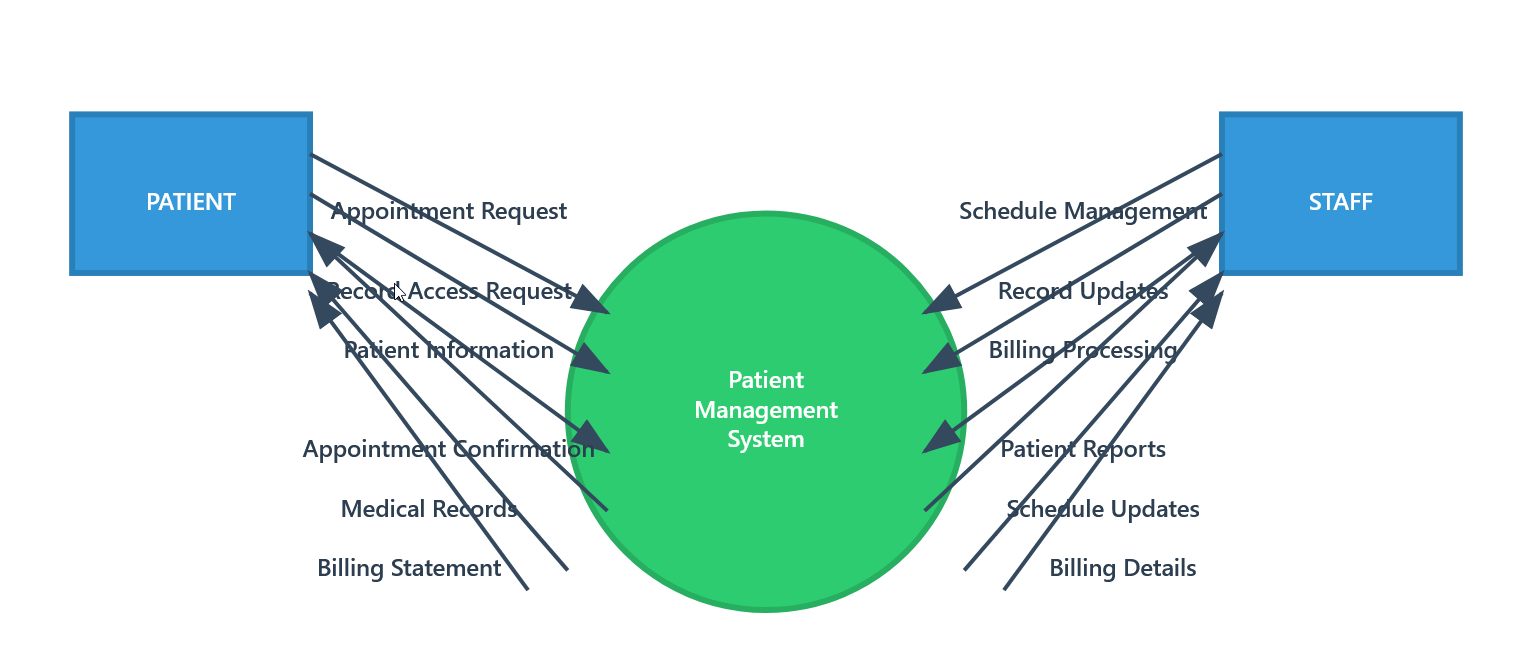 PATIENT
STAFF
Appointment Request
Schedule Management
Record Access Request
Record Updates
Patient Information
Billing Processing
Patient
Management
System
Appointment Confirmation
Patient Reports
Medical Records
Schedule Updates
Billing Statement
Billing Details